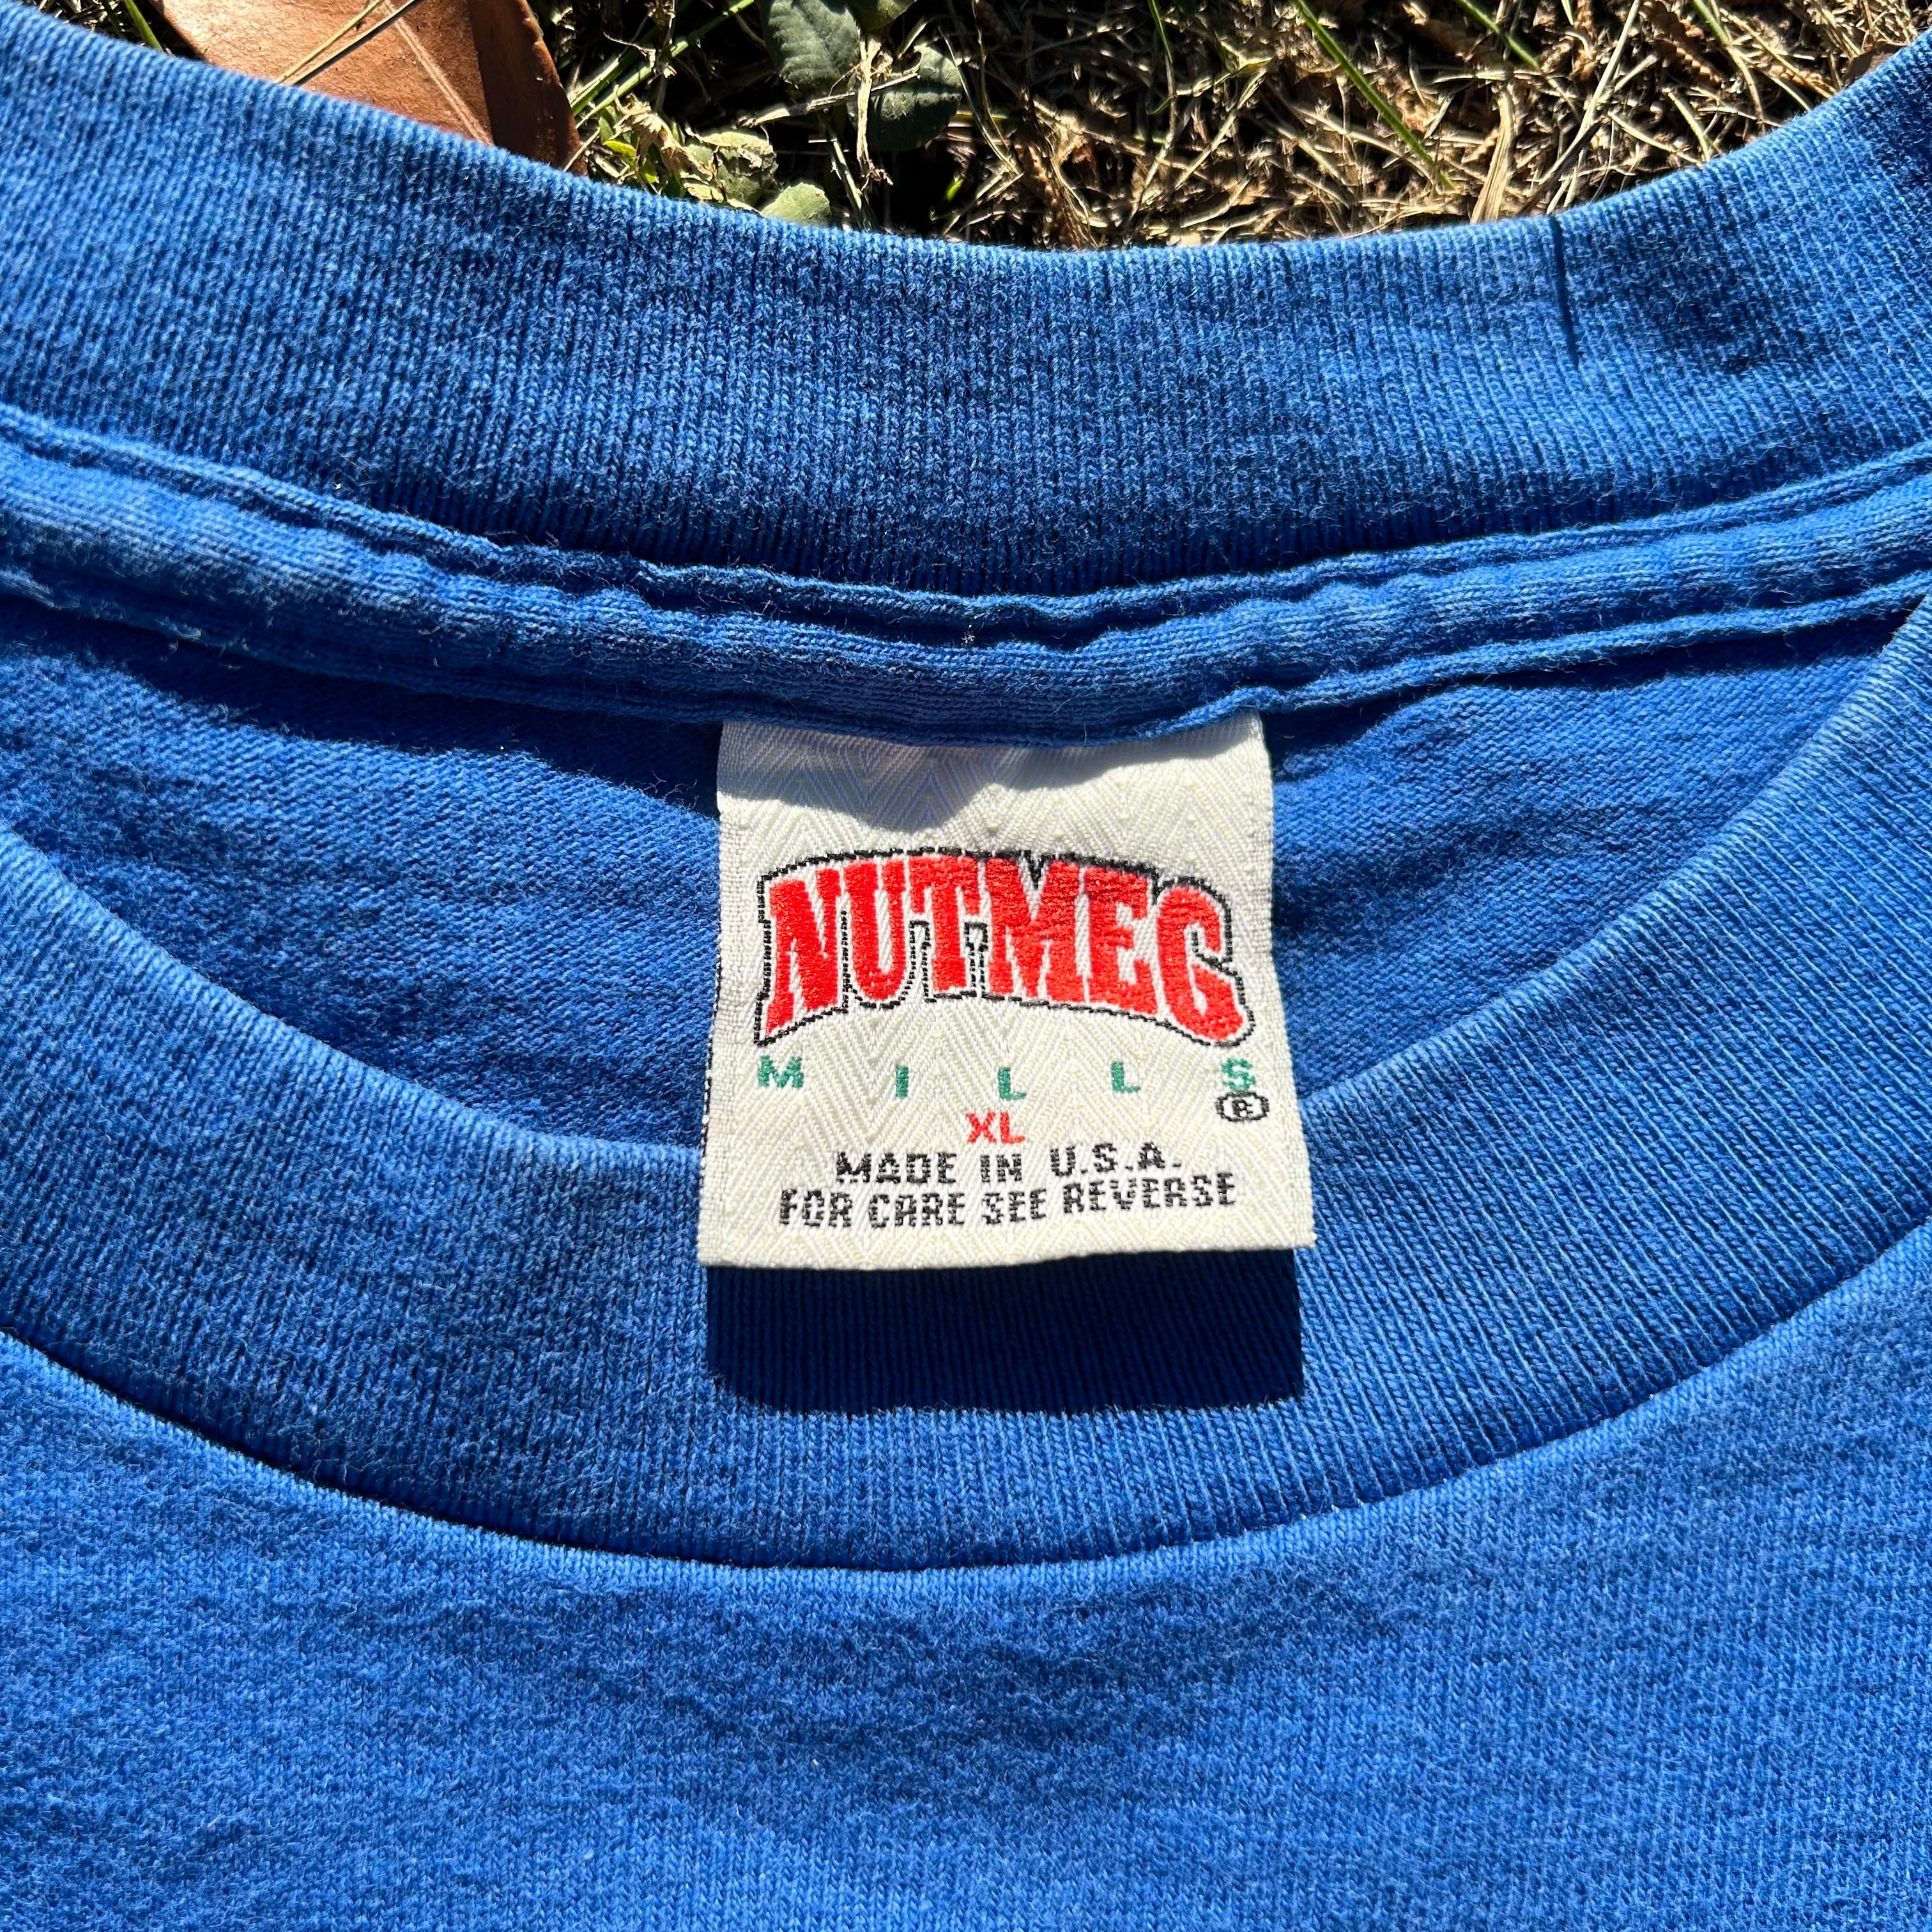 NUTMEG
MILLS
®
XL
MADE IN U.S.A.
FOR CARE SEE REVERSE